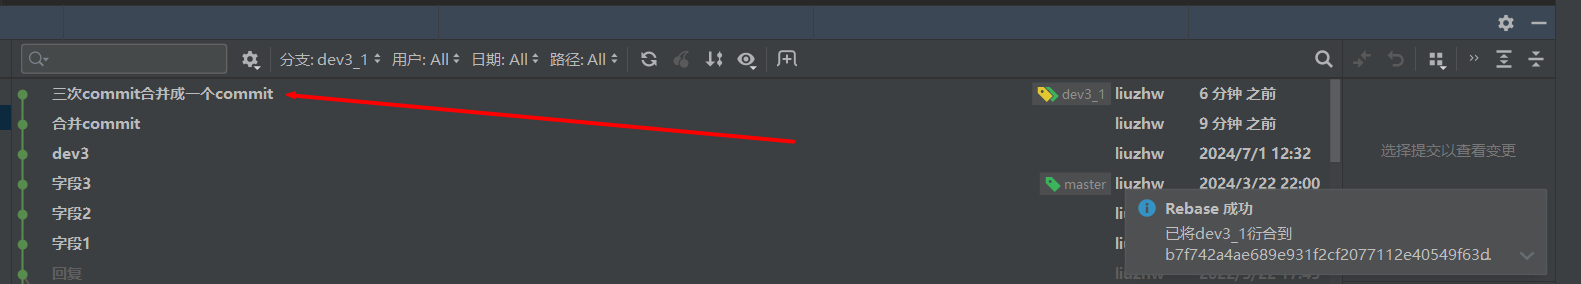 分支: dev3_1 用户: All 日期: All 路径: All
三次commit合并成一个commit dev3_1 liuzhw 6 分钟 之前
合并commit liuzhw 9 分钟 之前
dev3 liuzhw 2024/7/1 12:32
选择提交以查看变更
字段3 master liuzhw 2024/3/22 22:00
字段2
字段1
回复
Rebase 成功
已将dev3_1衍合到
b7f742a4ae689e931f2cf2077112e40549f63d.